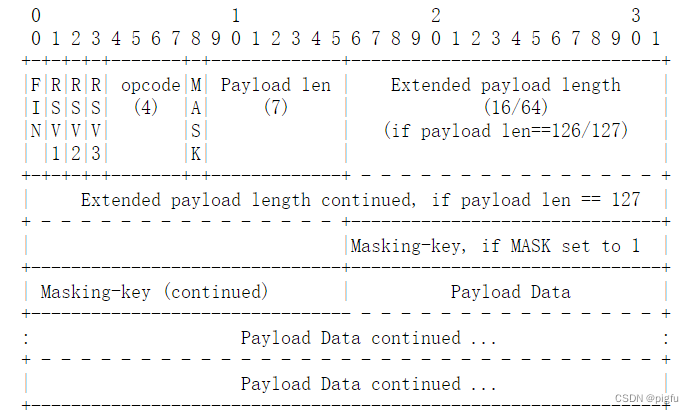 0                   1                   2                   3
0 1 2 3 4 5 6 7 8 9 0 1 2 3 4 5 6 7 8 9 0 1 2 3 4 5 6 7 8 9 0 1
+-+-+-+-+-------+-+-------------+-------------------------------+
|F|R|R|R| opcode|M| Payload len |    Extended payload length    |
|I|S|S|S|  (4)  |A|     (7)     |             (16/64)           |
|N|V|V|V|       |S|             |   (if payload len==126/127)   |
| |1|2|3|       |K|             |                               |
+-+-+-+-+-------+-+-------------+ - - - - - - - - - - - - - - - +
|     Extended payload length continued, if payload len == 127  |
+ - - - - - - - - - - - - - - - +-------------------------------+
|                               |Masking-key, if MASK set to 1  |
+-------------------------------+-------------------------------+
| Masking-key (continued)       |          Payload Data         |
+-------------------------------- - - - - - - - - - - - - - - - +
:                     Payload Data continued ...                :
+ - - - - - - - - - - - - - - - - - - - - - - - - - - - - - - - +
|                     Payload Data continued ...                |
+---------------------------------------------------------------+
CSDN @pigfu